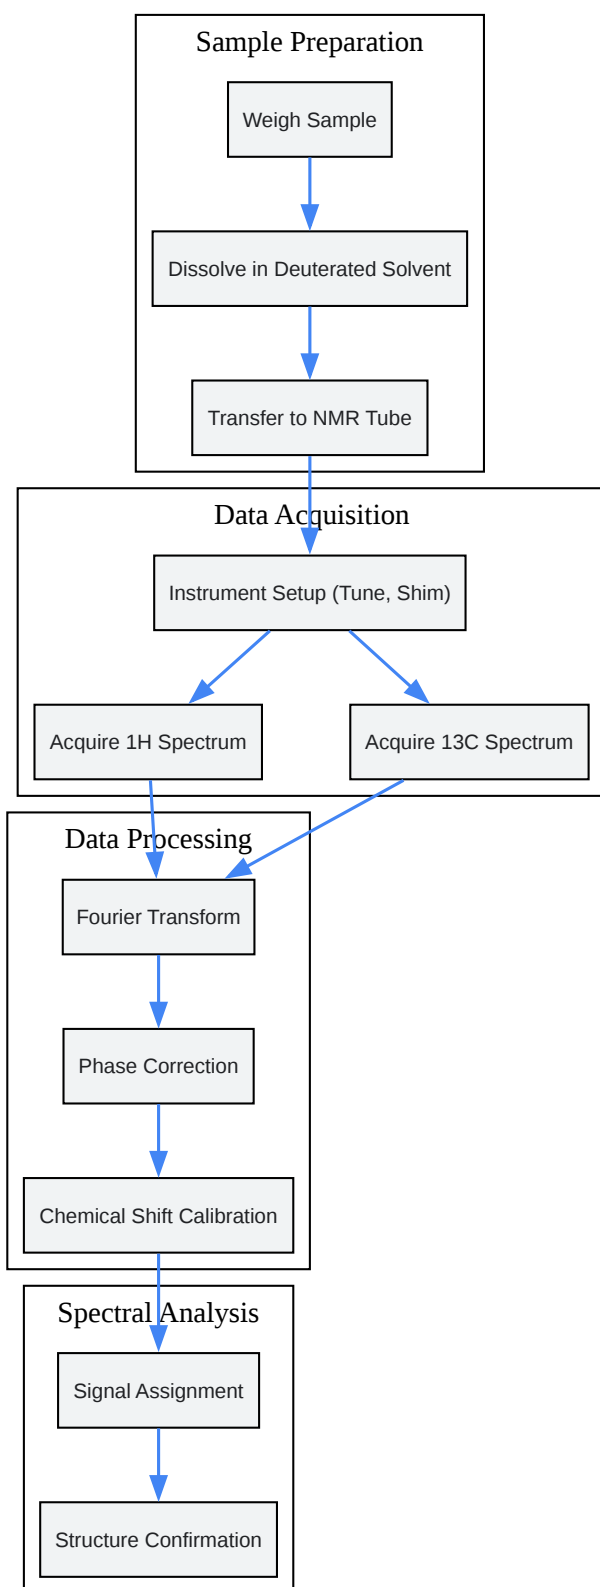 Sample Preparation
Weigh Sample
Dissolve in Deuterated Solvent
Transfer to NMR Tube
Data Acquisition
Instrument Setup (Tune, Shim)
Acquire 1H Spectrum
Acquire 13C Spectrum
Data Processing
Fourier Transform
Phase Correction
Chemical Shift Calibration
Spectral Analysis
Signal Assignment
Structure Confirmation